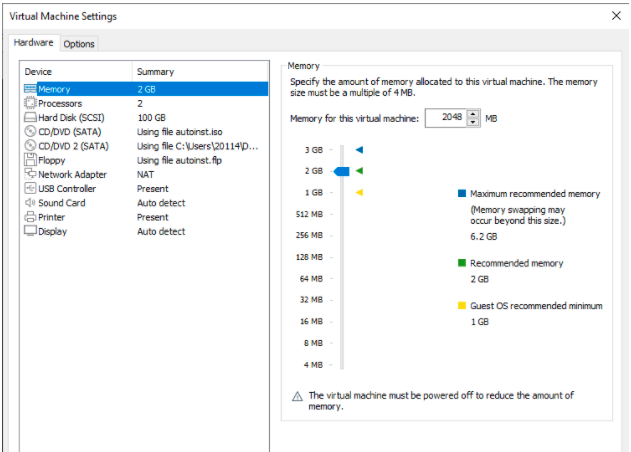 Virtual Machine Settings
Hardware Options
Device Summary
Memory 2 GB
Processors 2
Hard Disk (SCSI) 100 GB
CD/DVD (SATA) Using file autoinst.iso
CD/DVD 2 (SATA) Using file C:\Users\20114\D...
Floppy Using file autoinst.flp
Network Adapter NAT
USB Controller Present
Sound Card Auto detect
Printer Present
Display Auto detect
Memory
Specify the amount of memory allocated to this virtual machine. The memory
size must be a multiple of 4 MB.
Memory for this virtual machine: 2048 MB
3 GB
2 GB
1 GB
512 MB
256 MB
128 MB
64 MB
32 MB
16 MB
8 MB
4 MB
Maximum recommended memory
(Memory swapping may
occur beyond this size.)
6.2 GB
Recommended memory
2 GB
Guest OS recommended minimum
1 GB
The virtual machine must be powered off to reduce the amount of
memory.